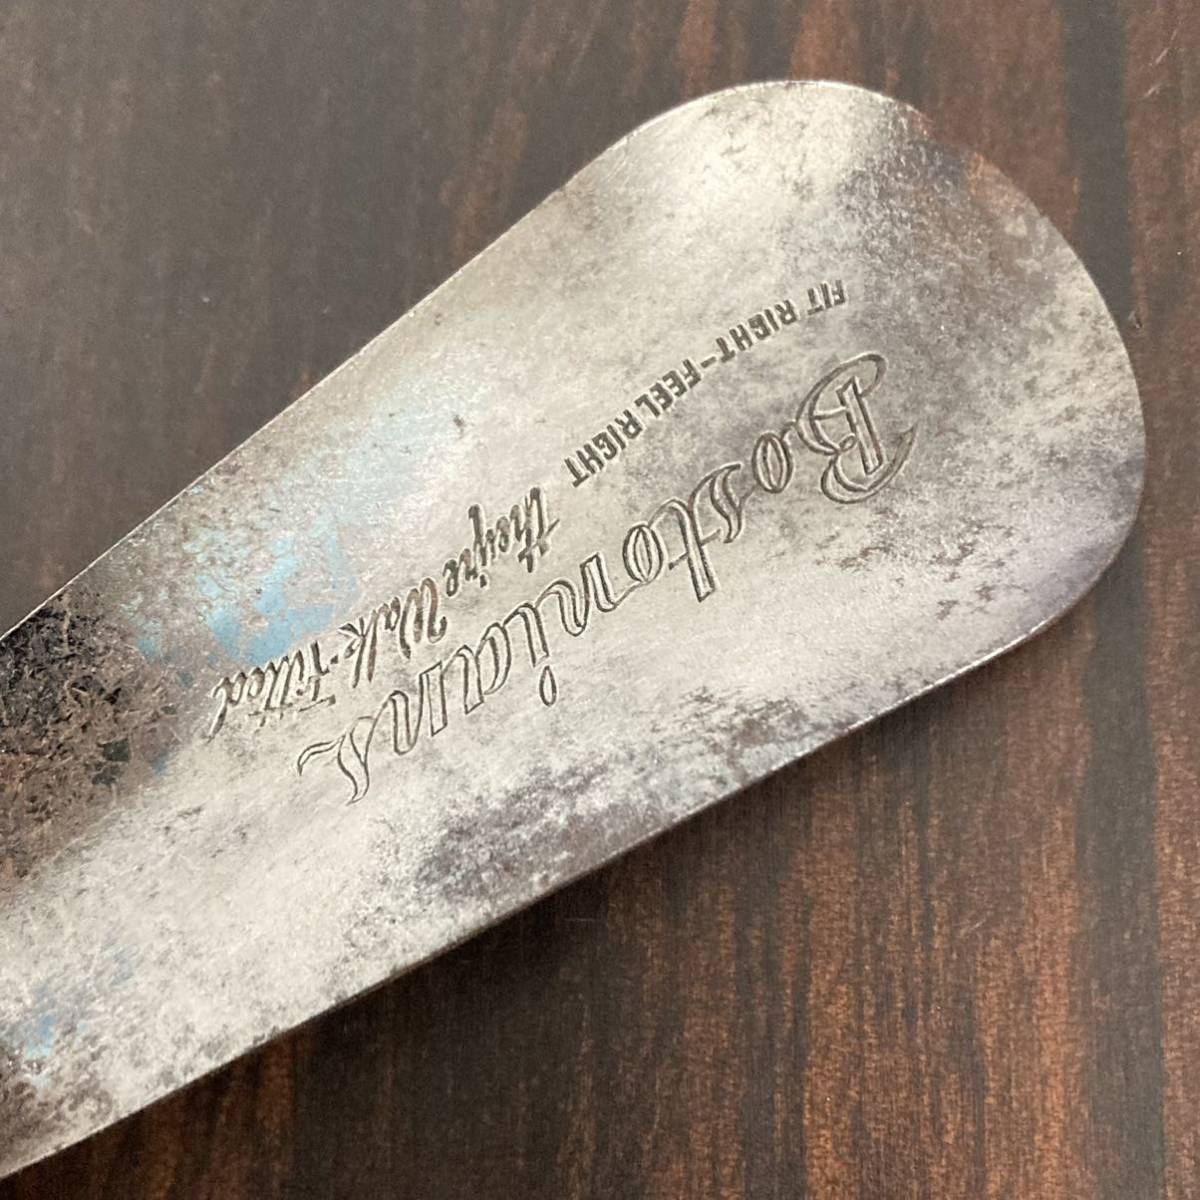 Bostonians
FIT RIGHT-FEEL RIGHT
they're Walk-Fitted